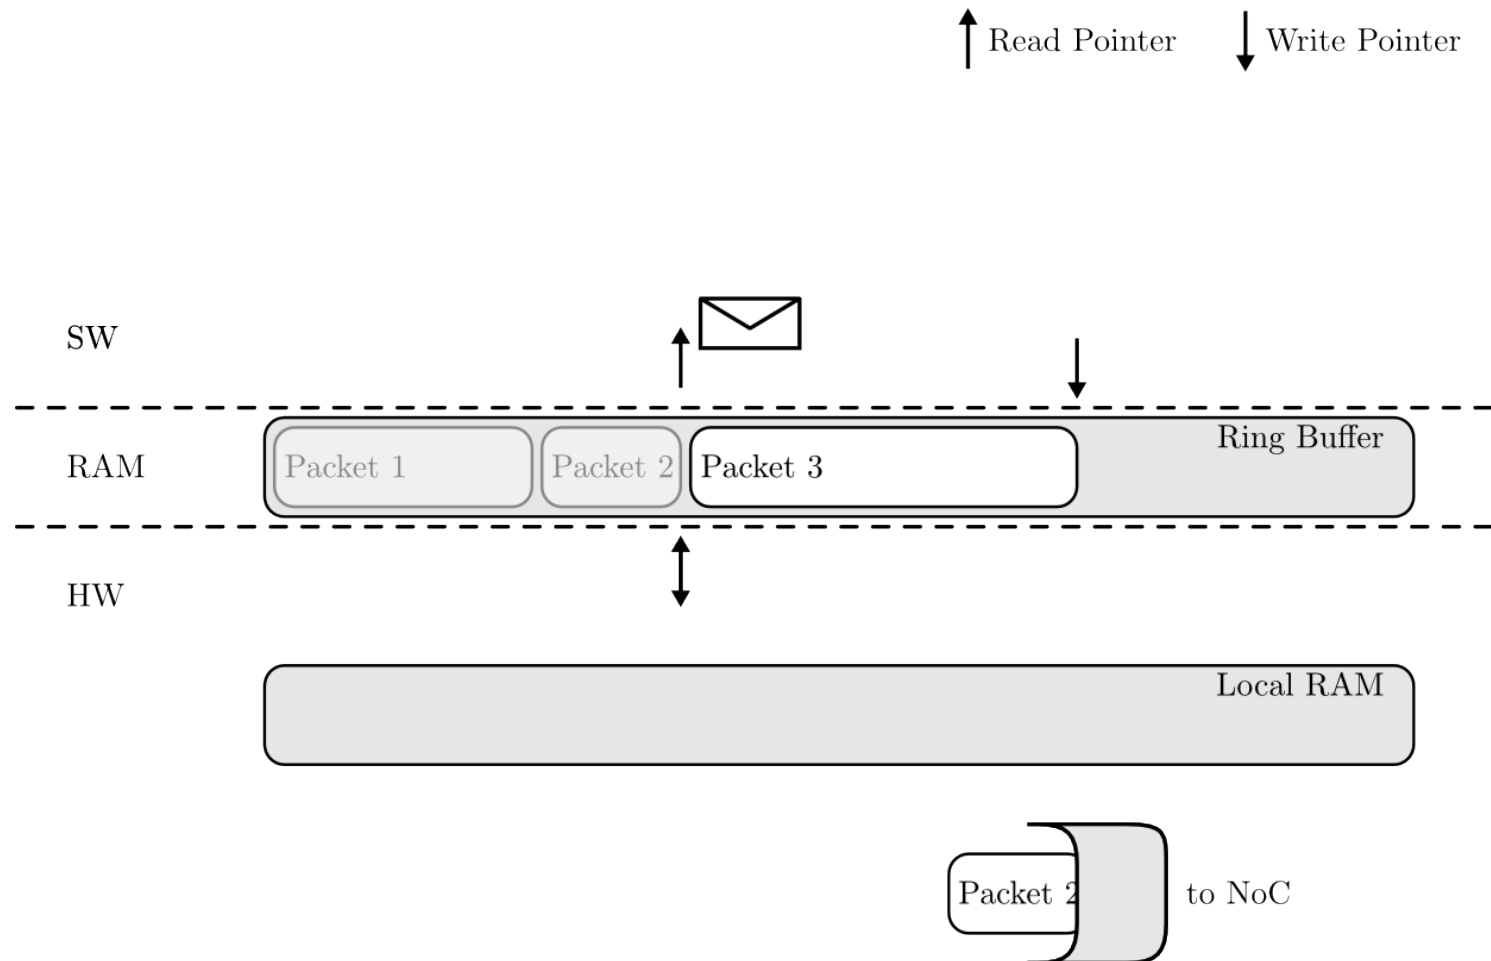 Read Pointer
Write Pointer
SW
RAM
Packet 1
Packet 2
Packet 3
Ring Buffer
HW
Local RAM
Packet 2
to NoC